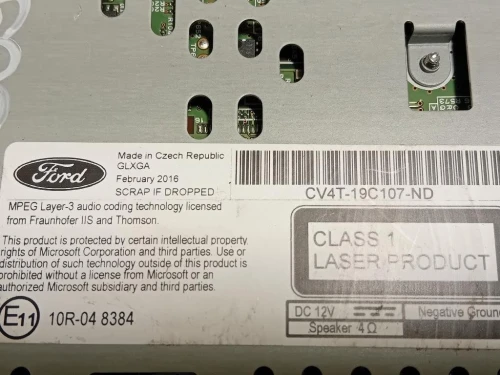 Ford
Made in Czech Republic
GLXGA
February 2016
SCRAP IF DROPPED
CV4T-19C107-ND
MPEG Layer-3 audio coding technology licensed
from Fraunhofer IIS and Thomson.
This product is protected by certain intellectual property
rights of Microsoft Corporation and third parties. Use or
distribution of such technology outside of this product is
prohibited without a license from Microsoft or an
authorized Microsoft subsidiary and third parties.
CLASS 1
LASER PRODUCT
DC 12V
Negative Ground
Speaker 4 Ω
E11 10R-04 8384